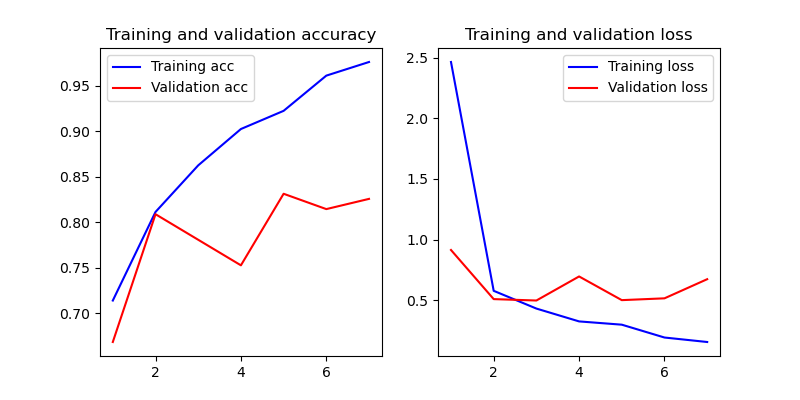 Training and validation accuracy
Training acc
Validation acc
0.95
0.90
0.85
0.80
0.75
0.70
2 4 6
Training and validation loss
Training loss
Validation loss
2.5
2.0
1.5
1.0
0.5
2 4 6